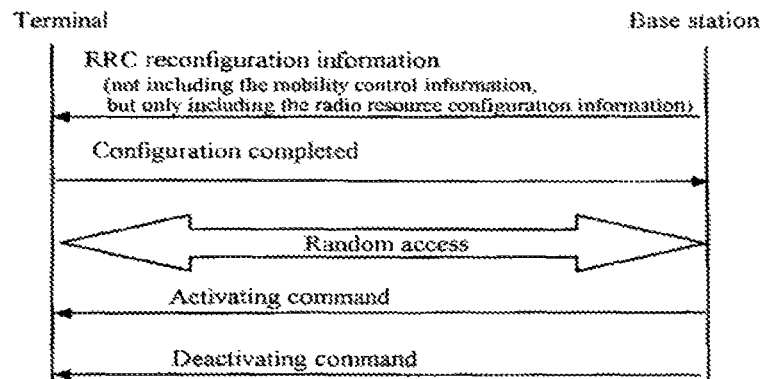 Terminal
Base station
RRC reconfiguration information
(not including the mobility control information,
but only including the radio resource configuration information)
Configuration completed
Random access
Activating command
Deactivating command